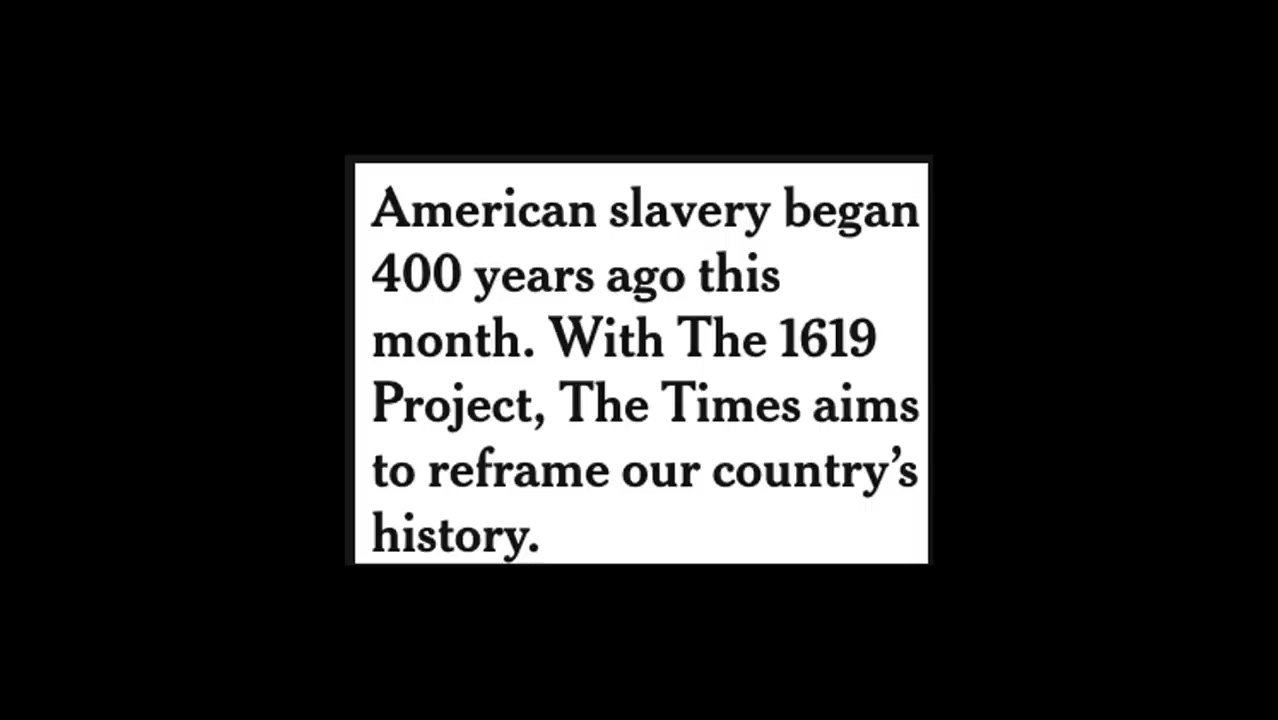 American slavery began
400 years ago this
month. With The 1619
Project, The Times aims
to reframe our country’s
history.